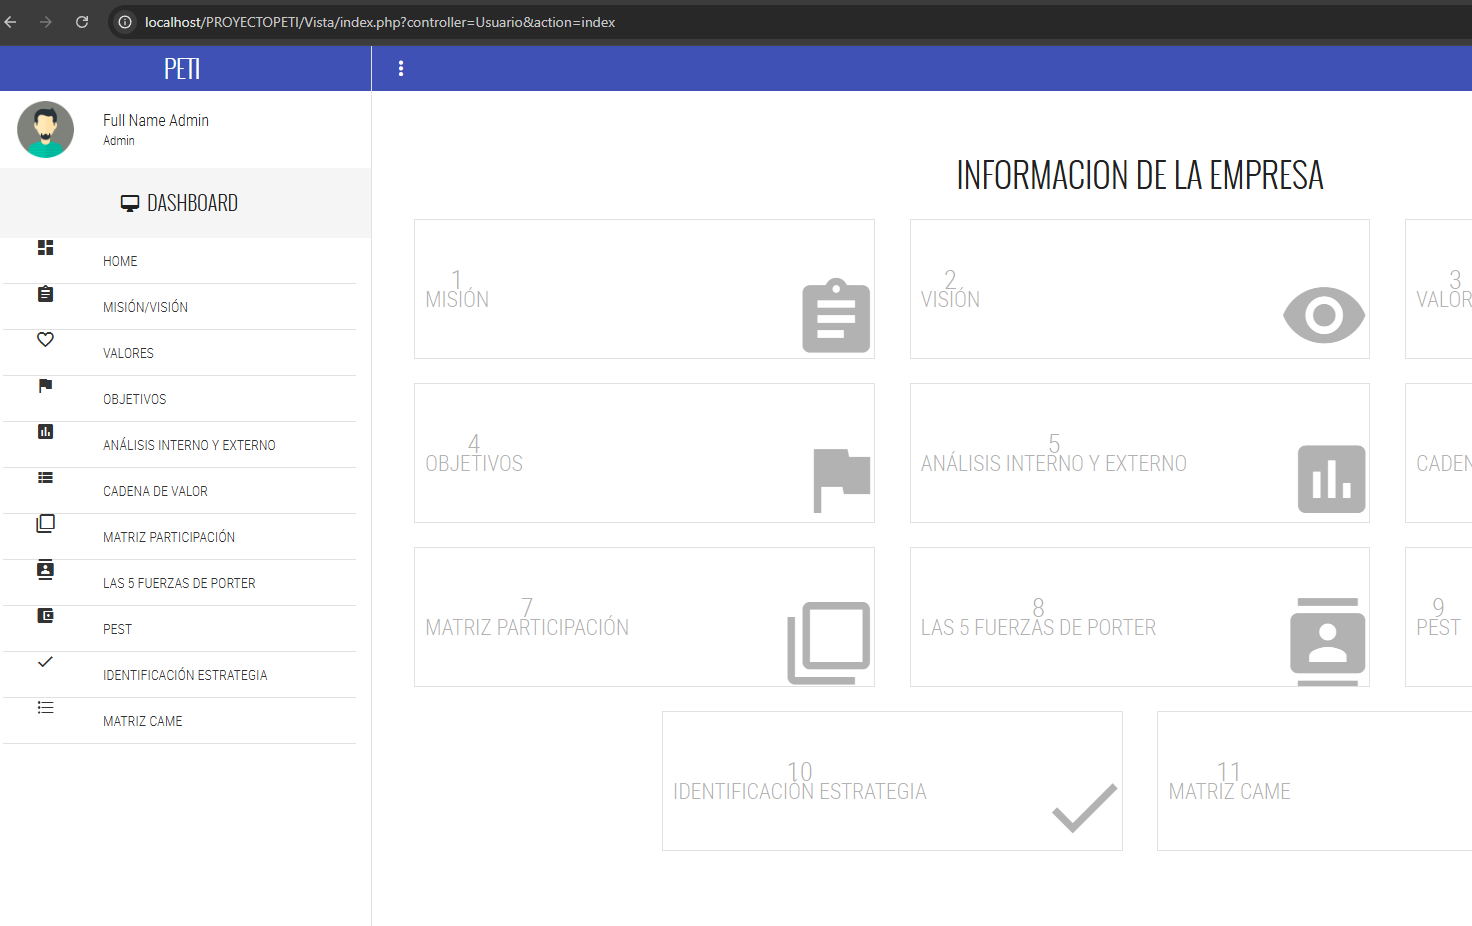 localhost/PROYECTOPETI/Vista/index.php?controller=Usuario&action=index
PETI
Full Name Admin
Admin
DASHBOARD
HOME
MISIÓN/VISIÓN
VALORES
OBJETIVOS
ANÁLISIS INTERNO Y EXTERNO
CADENA DE VALOR
MATRIZ PARTICIPACIÓN
LAS 5 FUERZAS DE PORTER
PEST
IDENTIFICACIÓN ESTRATEGIA
MATRIZ CAME
INFORMACION DE LA EMPRESA
1
MISIÓN
2
VISIÓN
3
VALOR
4
OBJETIVOS
5
ANÁLISIS INTERNO Y EXTERNO
CADEN
7
MATRIZ PARTICIPACIÓN
8
LAS 5 FUERZAS DE PORTER
9
PEST
10
IDENTIFICACIÓN ESTRATEGIA
11
MATRIZ CAME